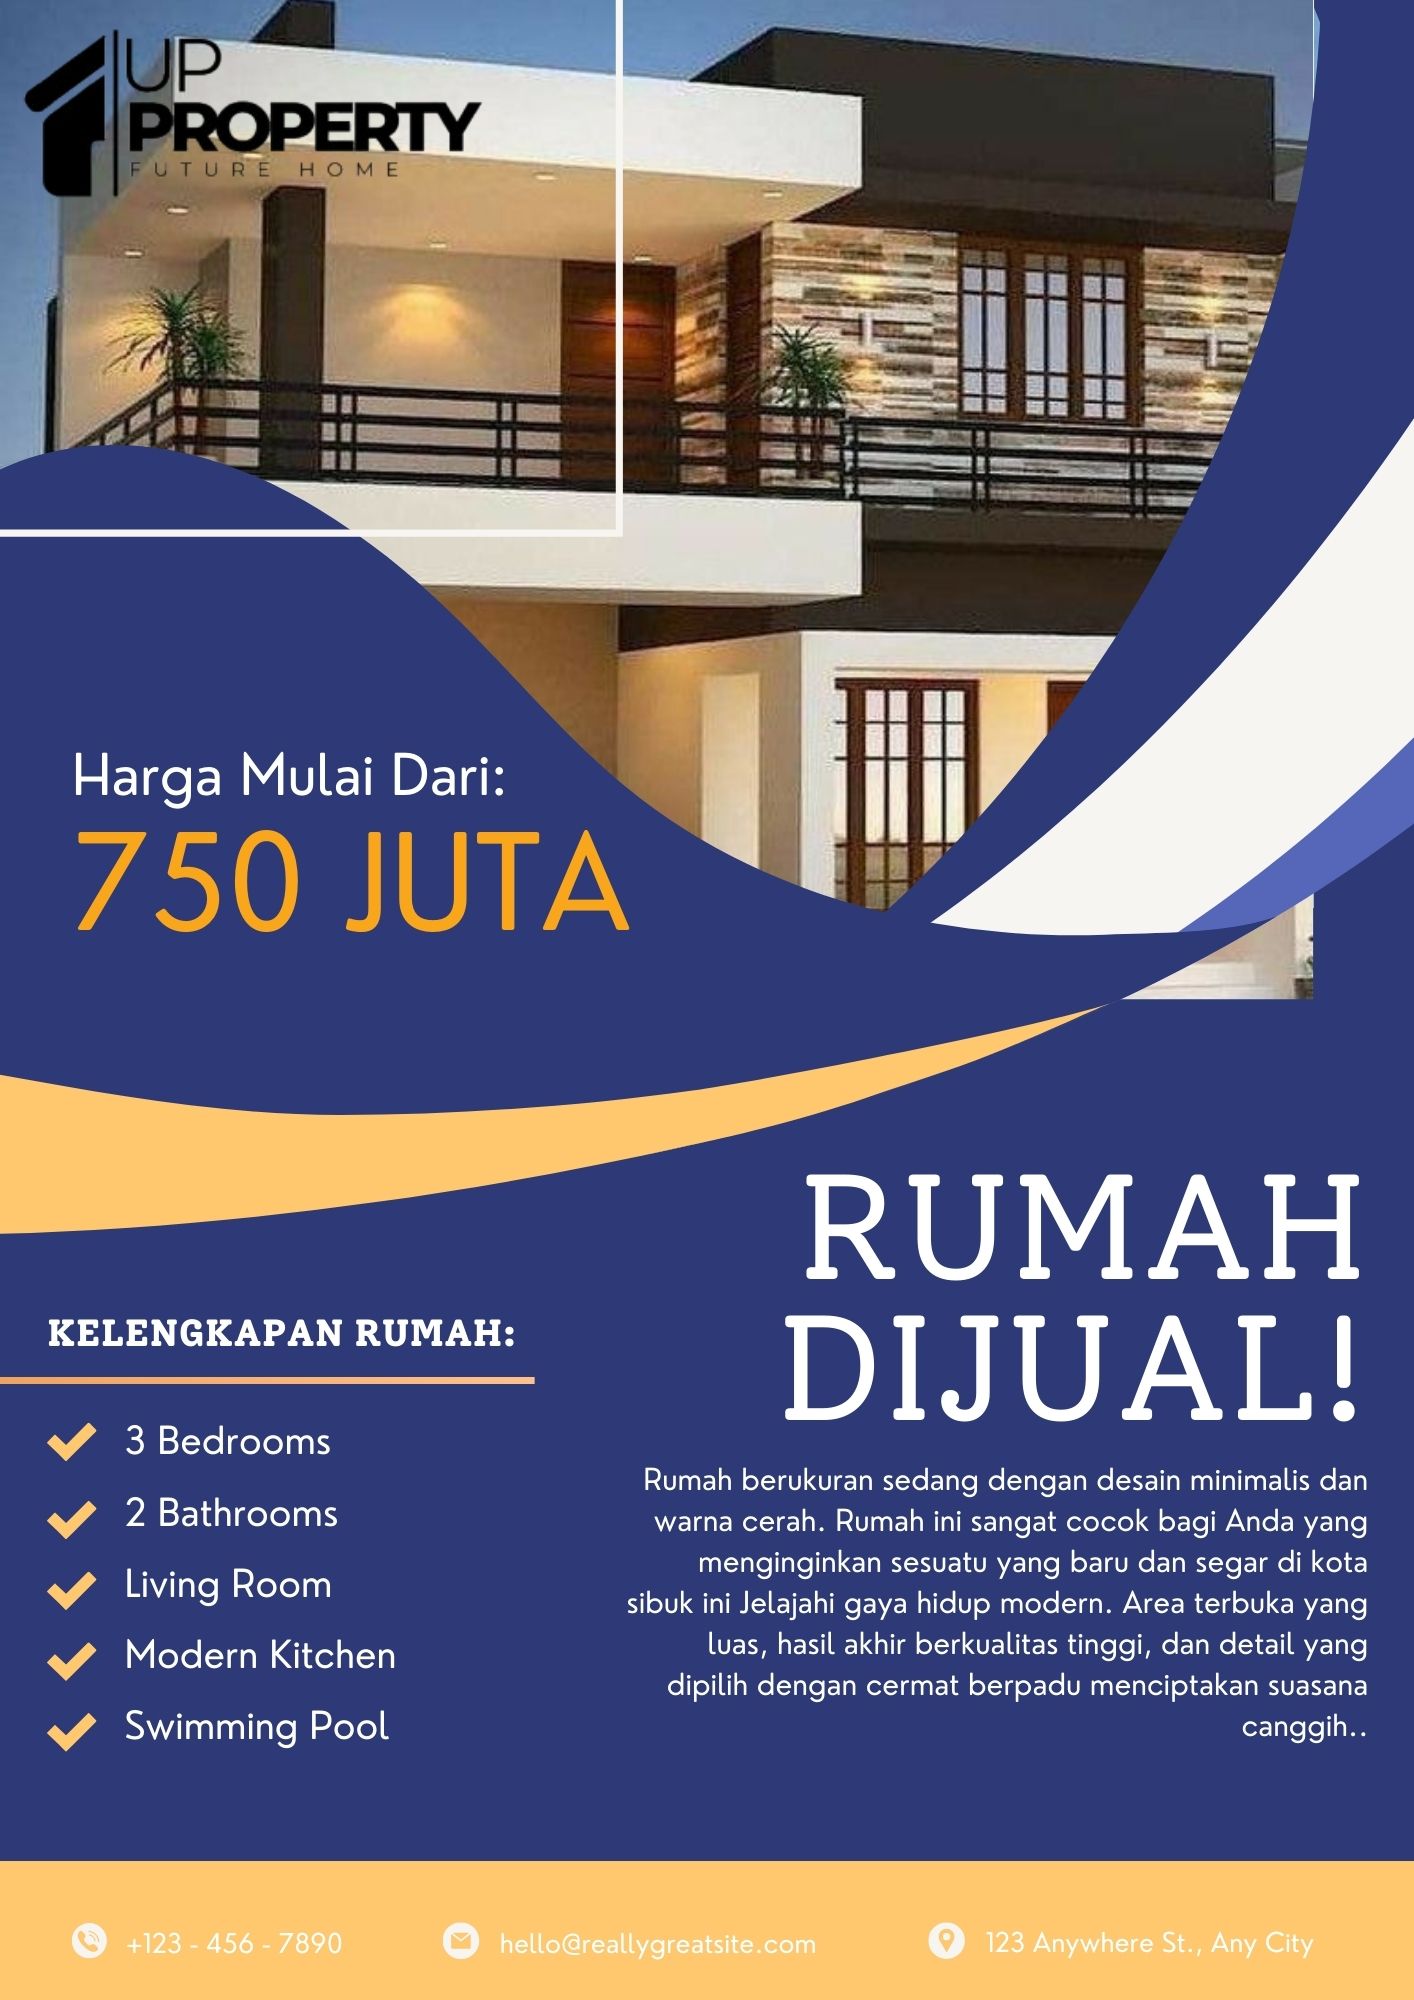 UP
PROPERTY
FUTURE HOME
Harga Mulai Dari:
750 JUTA
RUMAH
DIJUAL!
KELENGKAPAN RUMAH:
3 Bedrooms
2 Bathrooms
Living Room
Modern Kitchen
Swimming Pool
Rumah berukuran sedang dengan desain minimalis dan
warna cerah. Rumah ini sangat cocok bagi Anda yang
menginginkan sesuatu yang baru dan segar di kota
sibuk ini Jelajahi gaya hidup modern. Area terbuka yang
luas, hasil akhir berkualitas tinggi, dan detail yang
dipilih dengan cermat berpadu menciptakan suasana
canggih..
+123 - 456 - 7890
hello@reallygreatsite.com
123 Anywhere St., Any City